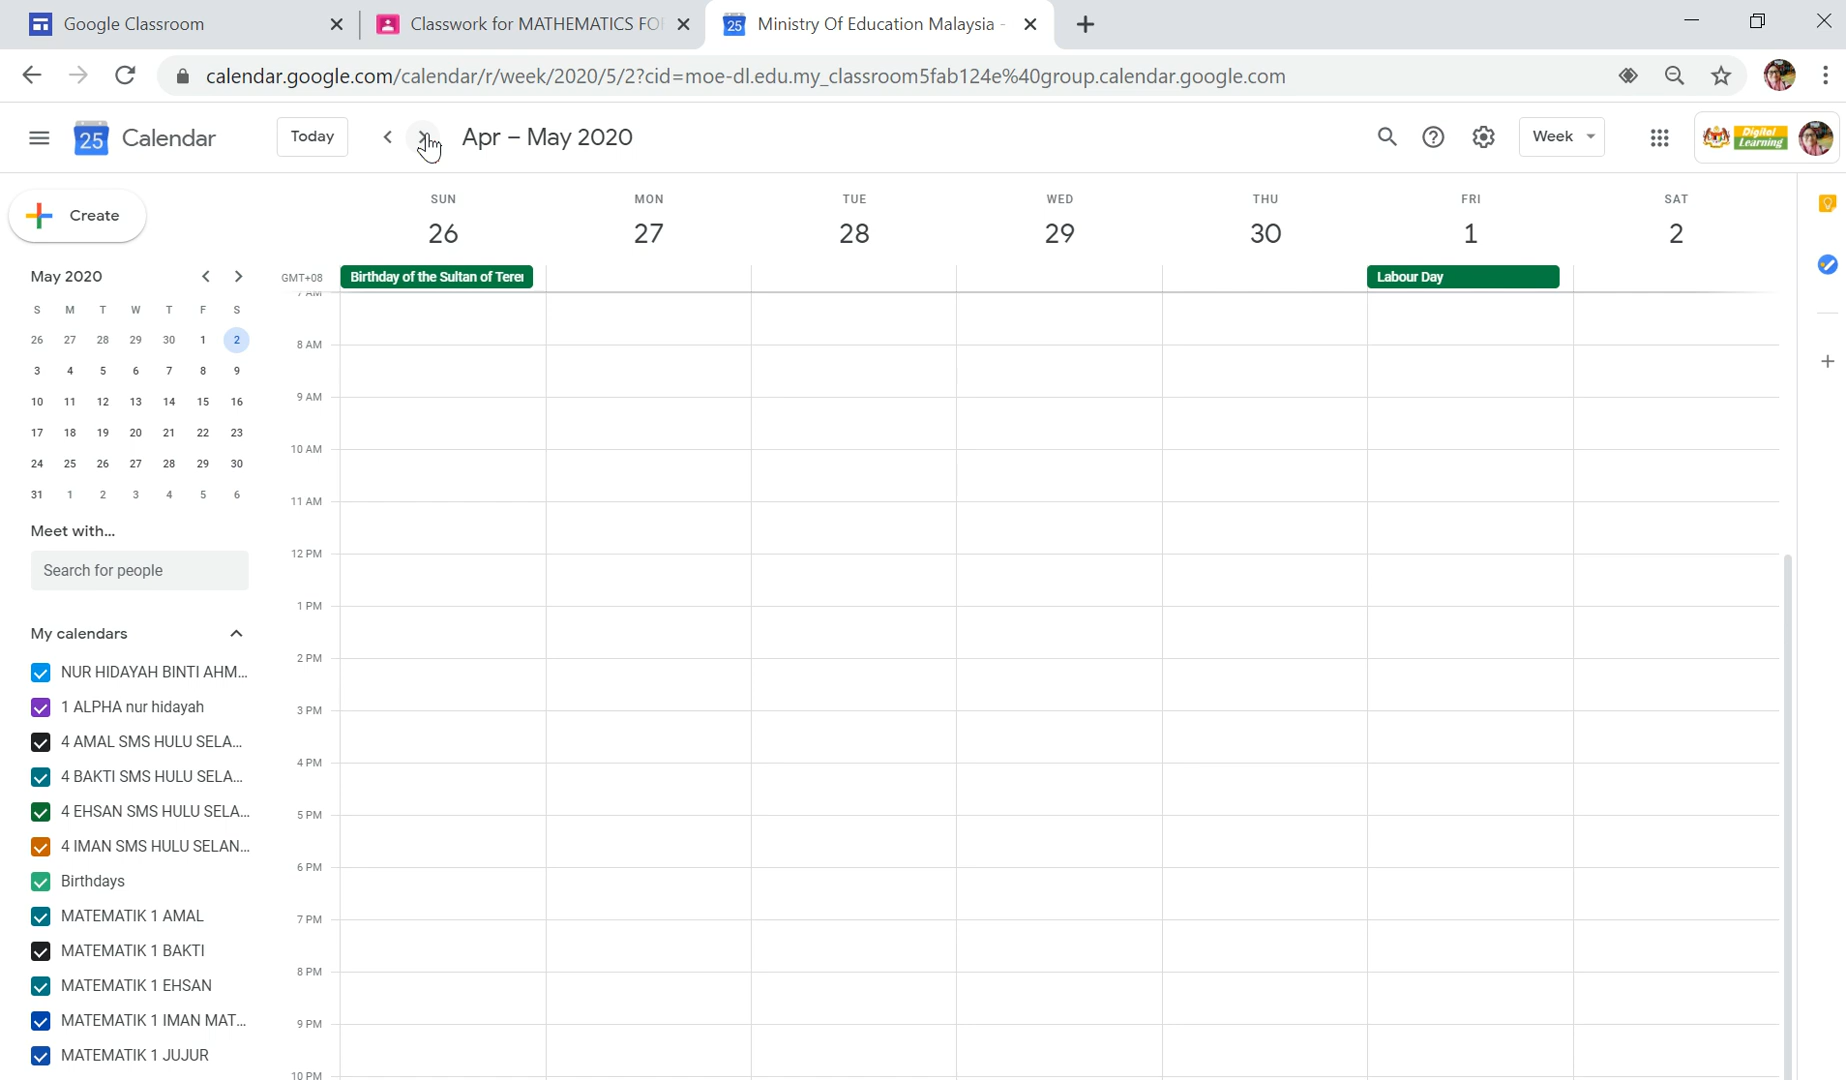 Google Classroom
Classwork for MATHEMATICS FO
25 Ministry Of Education Malaysia -
calendar.google.com/calendar/r/week/2020/5/2?cid=moe-dl.edu.my_classroom5fab124e%40group.calendar.google.com
25 Calendar Today Apr – May 2020 Week Digital Learning
Create
SUN MON TUE WED THU FRI SAT
26 27 28 29 30 1 2
GMT+08 Birthday of the Sultan of Tere Labour Day
May 2020
S M T W T F S
26 27 28 29 30 1 2
3 4 5 6 7 8 9
10 11 12 13 14 15 16
17 18 19 20 21 22 23
24 25 26 27 28 29 30
31 1 2 3 4 5 6
Meet with...
Search for people
My calendars
NUR HIDAYAH BINTI AHM...
1 ALPHA nur hidayah
4 AMAL SMS HULU SELA...
4 BAKTI SMS HULU SELA...
4 EHSAN SMS HULU SELA...
4 IMAN SMS HULU SELAN...
Birthdays
MATEMATIK 1 AMAL
MATEMATIK 1 BAKTI
MATEMATIK 1 EHSAN
MATEMATIK 1 IMAN MAT...
MATEMATIK 1 JUJUR
7 AM
8 AM
9 AM
10 AM
11 AM
12 PM
1 PM
2 PM
3 PM
4 PM
5 PM
6 PM
7 PM
8 PM
9 PM
10 PM